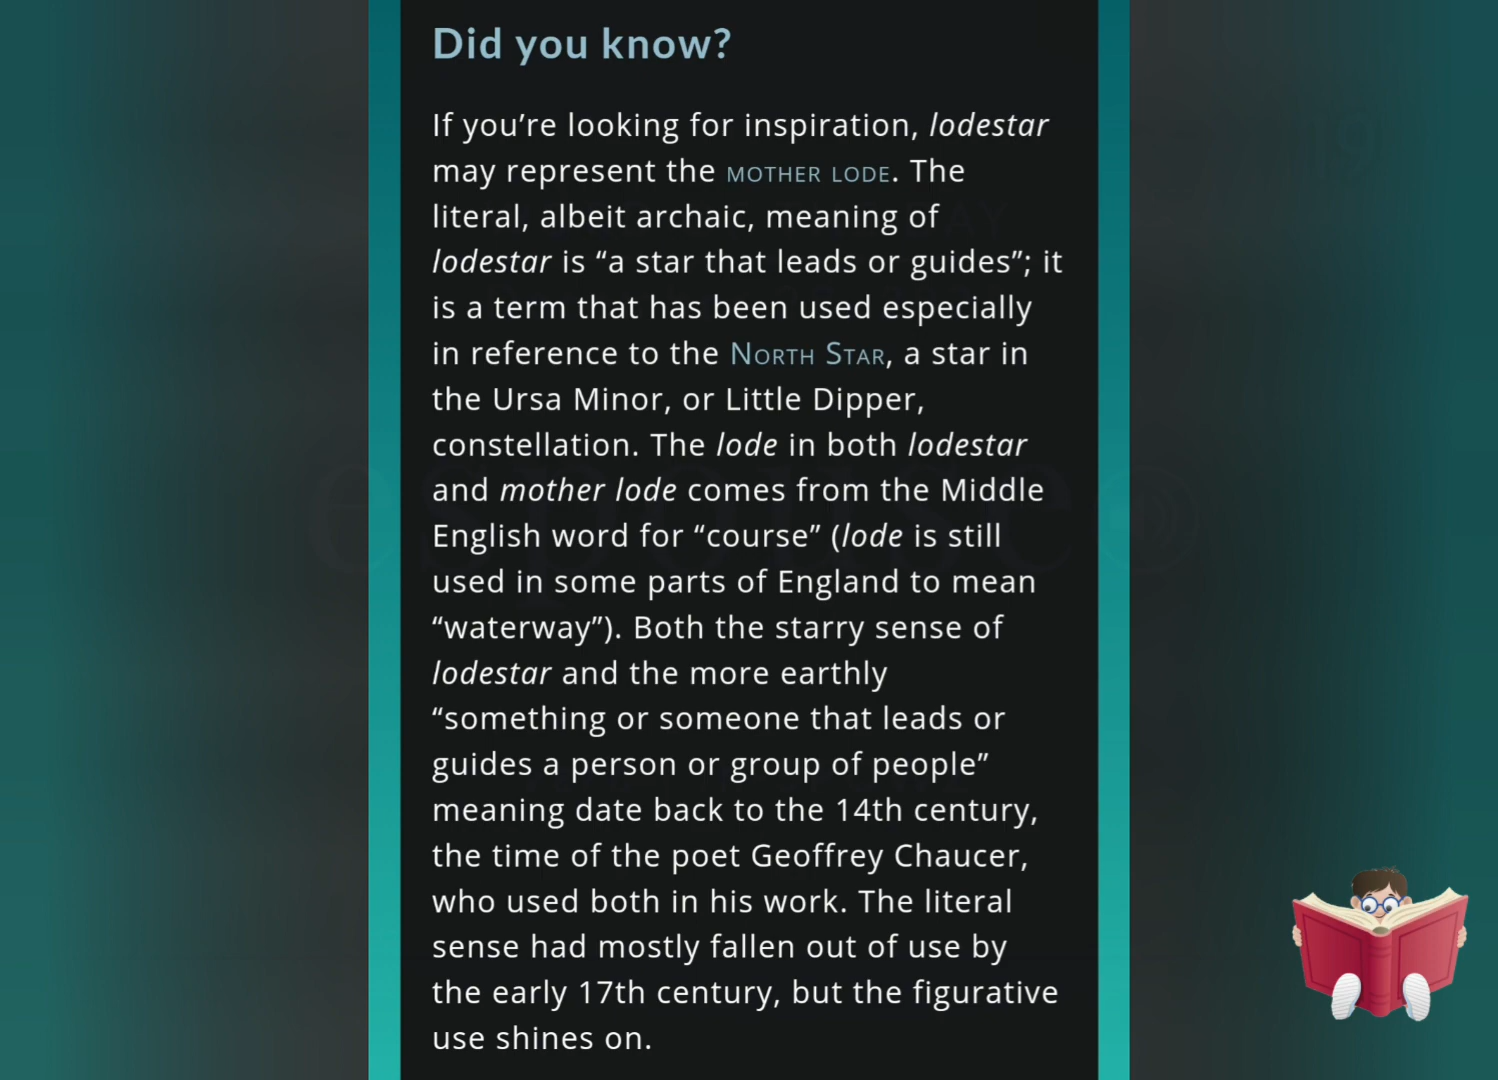 Did you know?
If you’re looking for inspiration, lodestar
may represent the MOTHER LODE. The
literal, albeit archaic, meaning of
lodestar is “a star that leads or guides”; it
is a term that has been used especially
in reference to the NORTH STAR, a star in
the Ursa Minor, or Little Dipper,
constellation. The lode in both lodestar
and mother lode comes from the Middle
English word for “course” (lode is still
used in some parts of England to mean
“waterway”). Both the starry sense of
lodestar and the more earthly
“something or someone that leads or
guides a person or group of people”
meaning date back to the 14th century,
the time of the poet Geoffrey Chaucer,
who used both in his work. The literal
sense had mostly fallen out of use by
the early 17th century, but the figurative
use shines on.